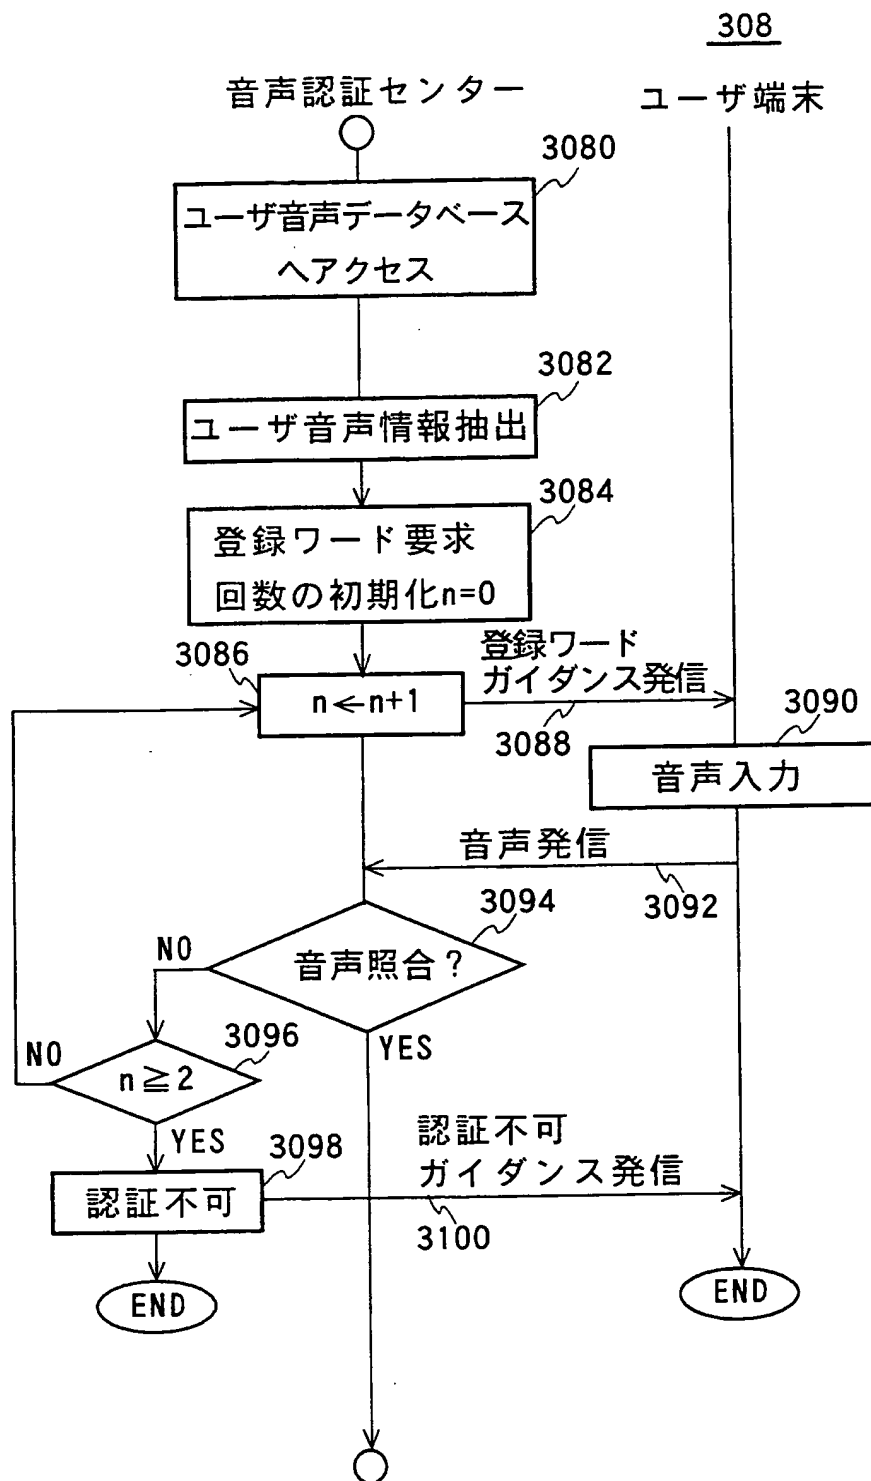 308
音声認証センター
ユーザ端末
3080
ユーザ音声データベース
へアクセス
3082
ユーザ音声情報抽出
3084
登録ワード要求
回数の初期化n=0
3086
n←n+1
登録ワード
ガイダンス発信
3088
3090
音声入力
音声発信
3092
3094
音声照合？
NO
YES
3096
n≧2
NO
YES
3098
認証不可
認証不可
ガイダンス発信
3100
END
END